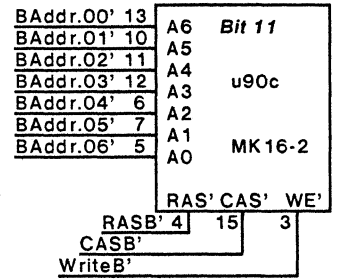 BAddr.00' 13 A6 Bit 11
BAddr.01' 10 A5
BAddr.02' 11 A4
BAddr.03' 12 A3 u90c
BAddr.04' 6 A2
BAddr.05' 7 A1
BAddr.06' 5 A0 MK16-2
RAS' CAS' WE'
RASB' 4 15 3
CASB'
WriteB'